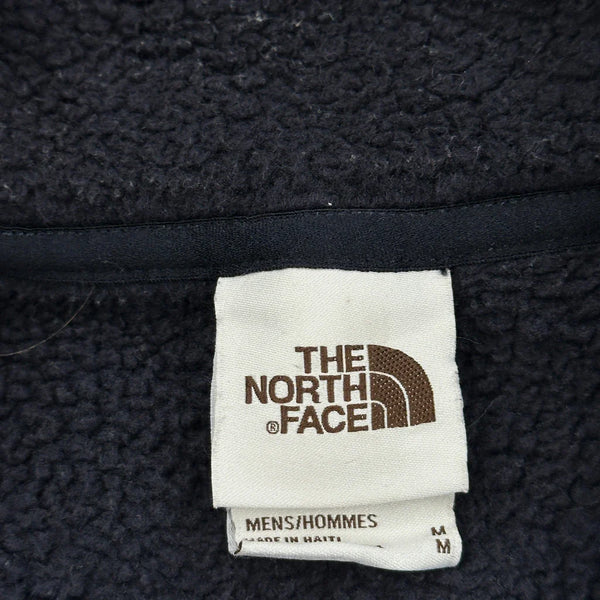 THE
NORTH
® FACE
MENS/HOMMES M
MADE IN HAITI M